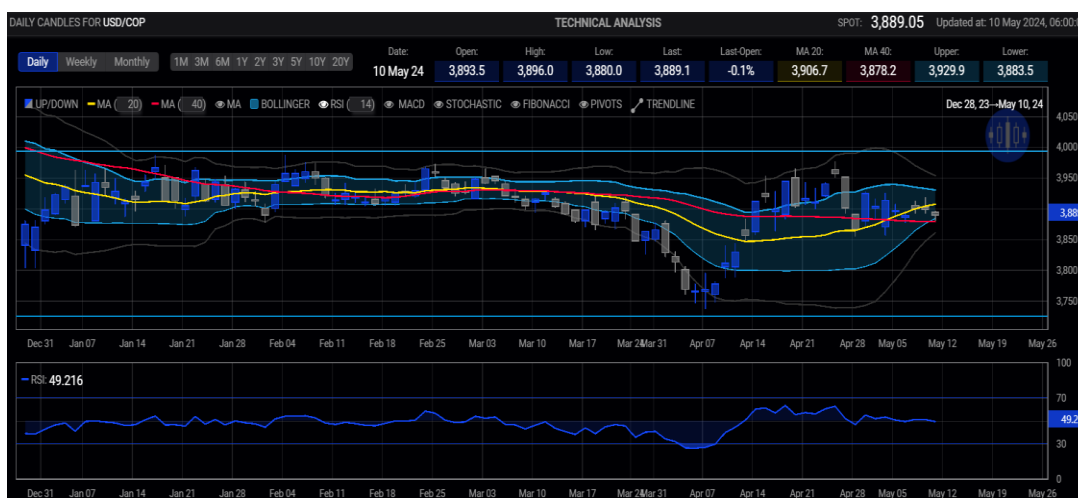 DAILY CANDLES FOR USD/COP TECHNICAL ANALYSIS SPOT: 3,889.05 Updated at: 10 May 2024, 06:00:
Daily Weekly Monthly 1M 3M 6M 1Y 2Y 3Y 5Y 10Y 20Y
Date: Open: High: Low: Last: Last-Open: MA 20: MA 40: Upper: Lower:
10 May 24 3,893.5 3,896.0 3,880.0 3,889.1 -0.1% 3,906.7 3,878.2 3,929.9 3,883.5
UP/DOWN MA ( 20) MA ( 40) MA BOLLINGER RSI ( 14) MACD STOCHASTIC FIBONACCI PIVOTS TRENDLINE Dec 28, 23→May 10, 24
4,050
4,000
3,950
3,900
3,889
3,850
3,800
3,750
Dec 31 Jan 07 Jan 14 Jan 21 Jan 28 Feb 04 Feb 11 Feb 18 Feb 25 Mar 03 Mar 10 Mar 17 Mar 24 Mar 31 Apr 07 Apr 14 Apr 21 Apr 28 May 05 May 12 May 19 May 26
RSI: 49.216
100
70
49.2
30
0
Dec 31 Jan 07 Jan 14 Jan 21 Jan 28 Feb 04 Feb 11 Feb 18 Feb 25 Mar 03 Mar 10 Mar 17 Mar 24 Mar 31 Apr 07 Apr 14 Apr 21 Apr 28 May 05 May 12 May 19 May 26